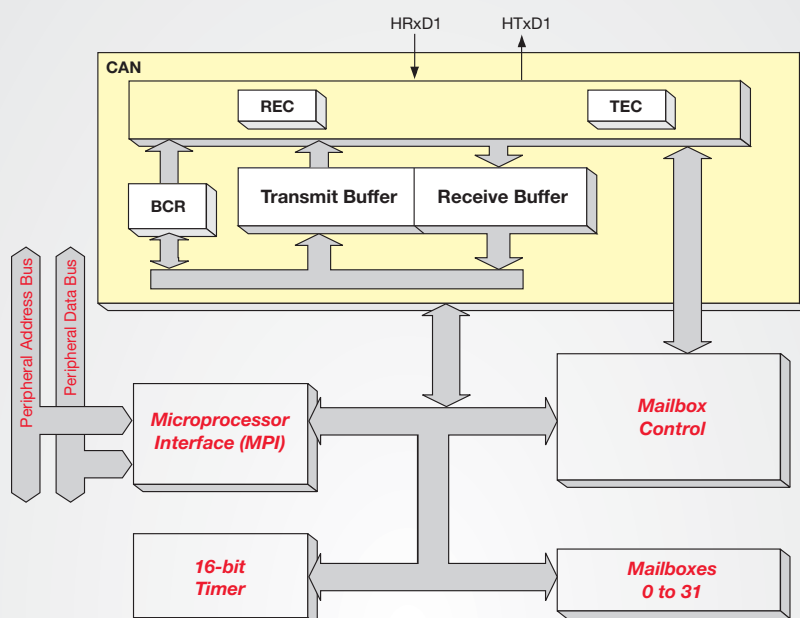 HRxD1
HTxD1
CAN
REC
TEC
BCR
Transmit Buffer
Receive Buffer
Peripheral Address Bus
Peripheral Data Bus
Microprocessor
Interface (MPI)
Mailbox
Control
16-bit
Timer
Mailboxes
0 to 31